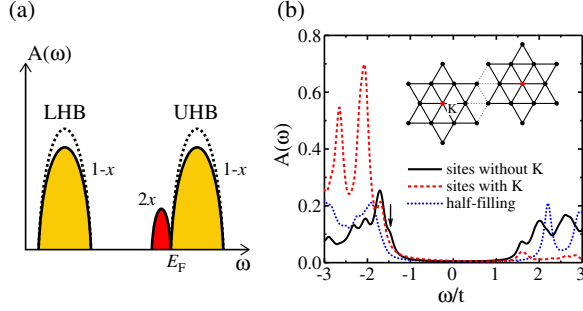 (a)
A(ω)
LHB
UHB
1-x
2x
1-x
E_F
ω
(b)
0.8
0.6
0.4
0.2
0.0
A(ω)
K
sites without K
sites with K
half-filling
-3 -2 -1 0 1 2 3
ω/t